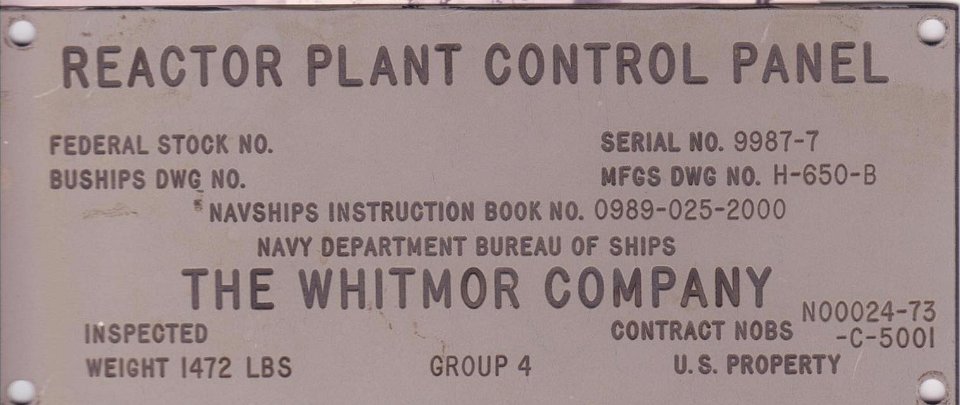 REACTOR PLANT CONTROL PANEL
FEDERAL STOCK NO. SERIAL NO. 9987-7
BUSHIPS DWG NO. MFGS DWG NO. H-650-B
NAVSHIPS INSTRUCTION BOOK NO. 0989-025-2000
NAVY DEPARTMENT BUREAU OF SHIPS
THE WHITMOR COMPANY
INSPECTED CONTRACT NOBS N00024-73
-C-5001
WEIGHT 1472 LBS GROUP 4 U.S. PROPERTY